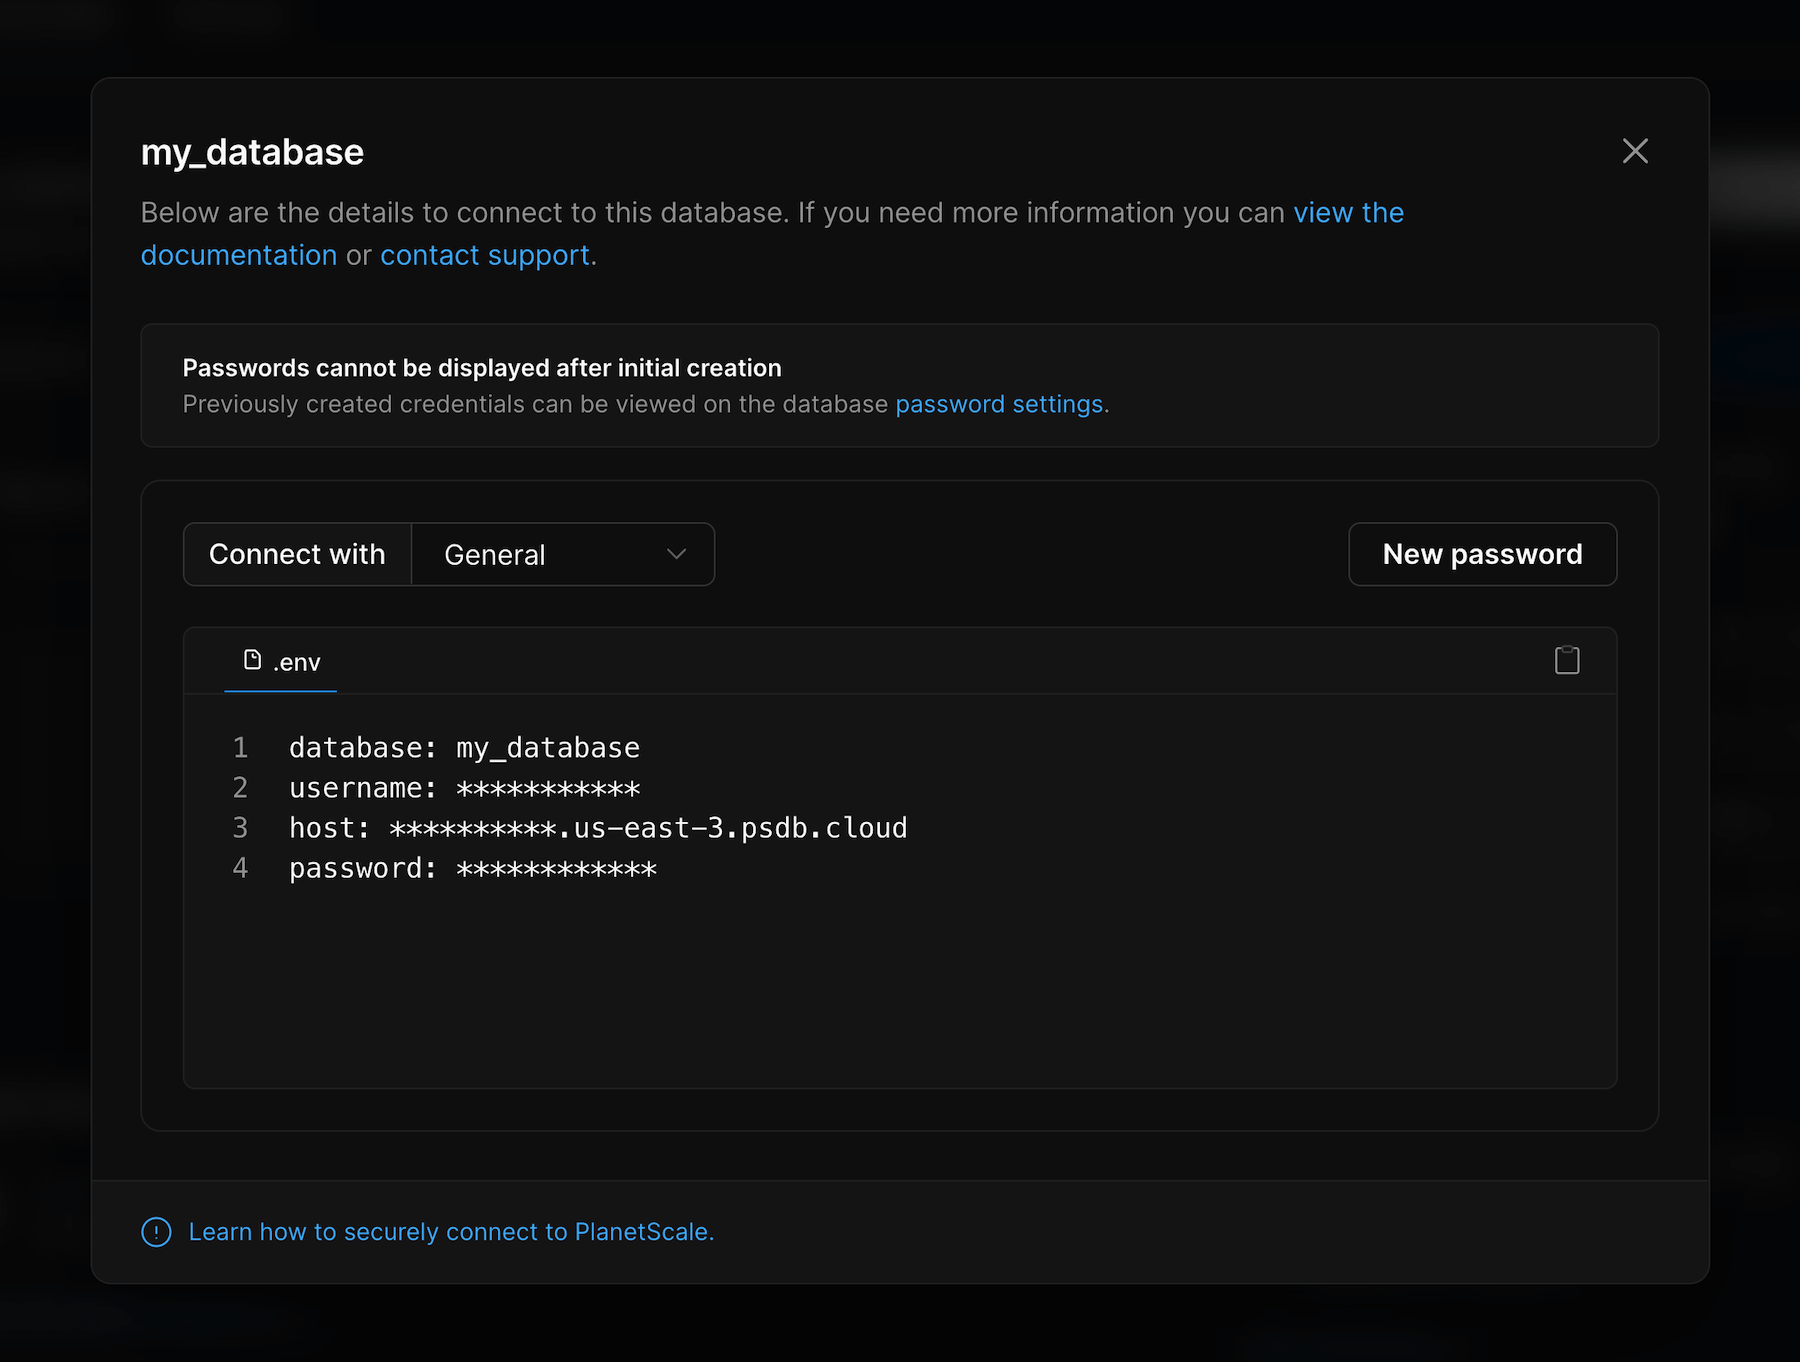 my_database
Below are the details to connect to this database. If you need more information you can view the
documentation or contact support.
Passwords cannot be displayed after initial creation
Previously created credentials can be viewed on the database password settings.
Connect with
General
New password
.env
1 database: my_database
2 username: ***********
3 host: **********.us-east-3.psdb.cloud
4 password: ************
Learn how to securely connect to PlanetScale.